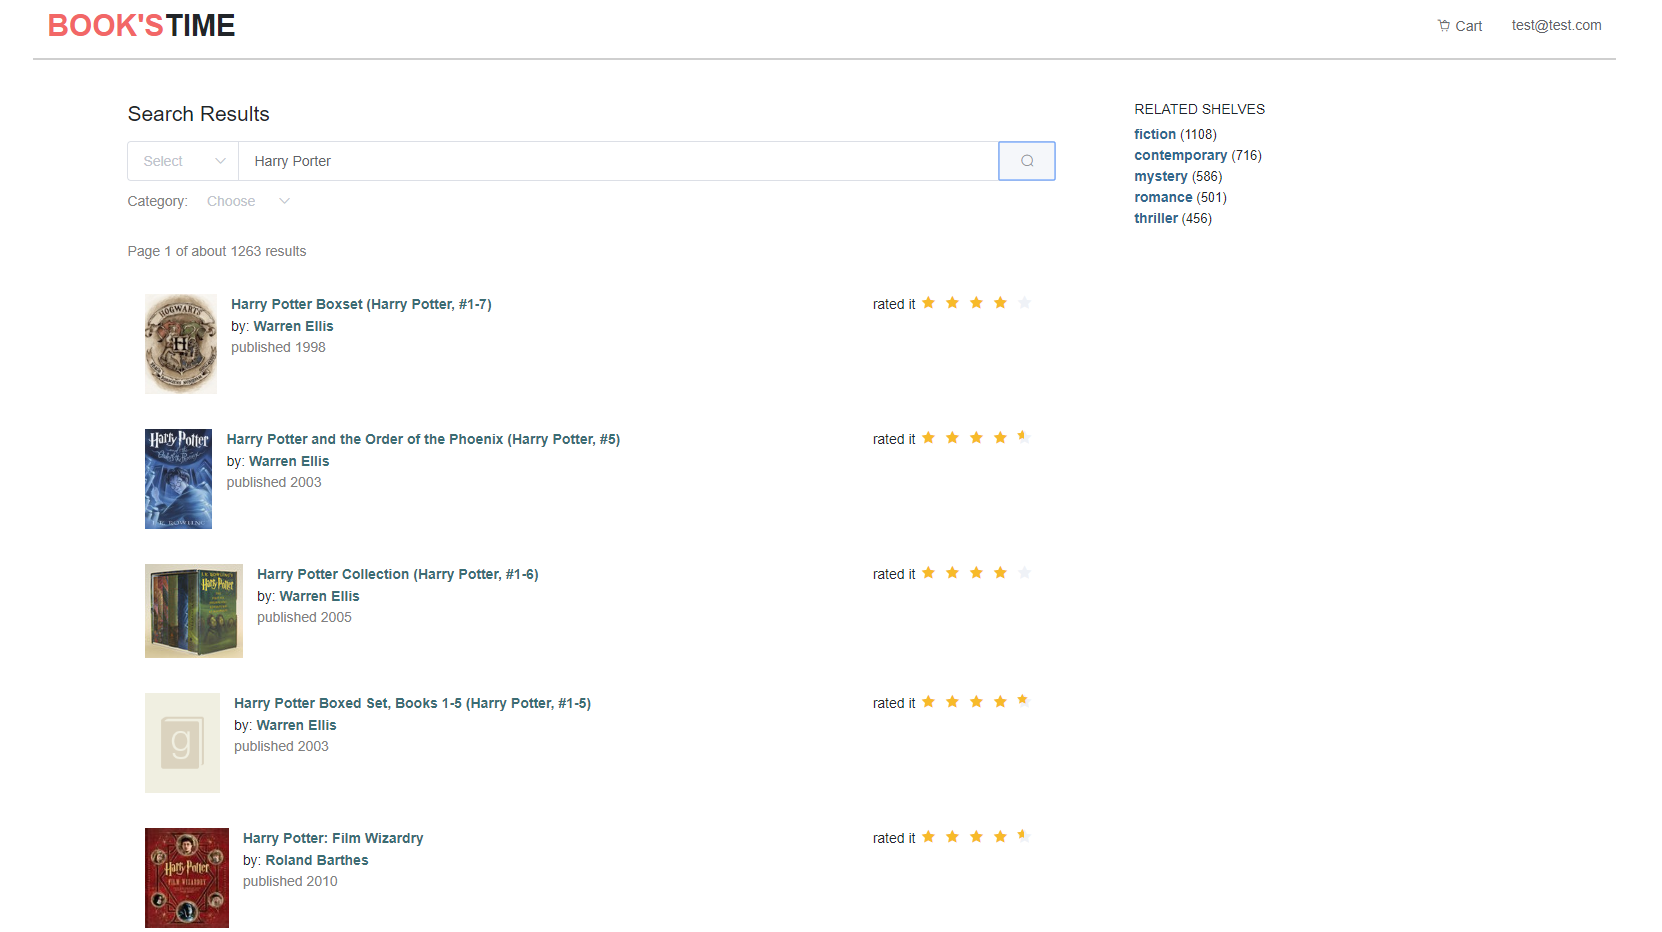 BOOK'STIME
Cart
test@test.com
Search Results
Select
Harry Porter
Category: Choose
Page 1 of about 1263 results
RELATED SHELVES
fiction (1108)
contemporary (716)
mystery (586)
romance (501)
thriller (456)
HOGWARTS
H
Harry Potter Boxset (Harry Potter, #1-7)
by: Warren Ellis
published 1998
rated it
Harry Potter
Harry Potter and the Order of the Phoenix (Harry Potter, #5)
by: Warren Ellis
published 2003
rated it
Harry Potter
Harry Potter Collection (Harry Potter, #1-6)
by: Warren Ellis
published 2005
rated it
g
Harry Potter Boxed Set, Books 1-5 (Harry Potter, #1-5)
by: Warren Ellis
published 2003
rated it
Harry Potter
FILM WIZARDRY
Harry Potter: Film Wizardry
by: Roland Barthes
published 2010
rated it